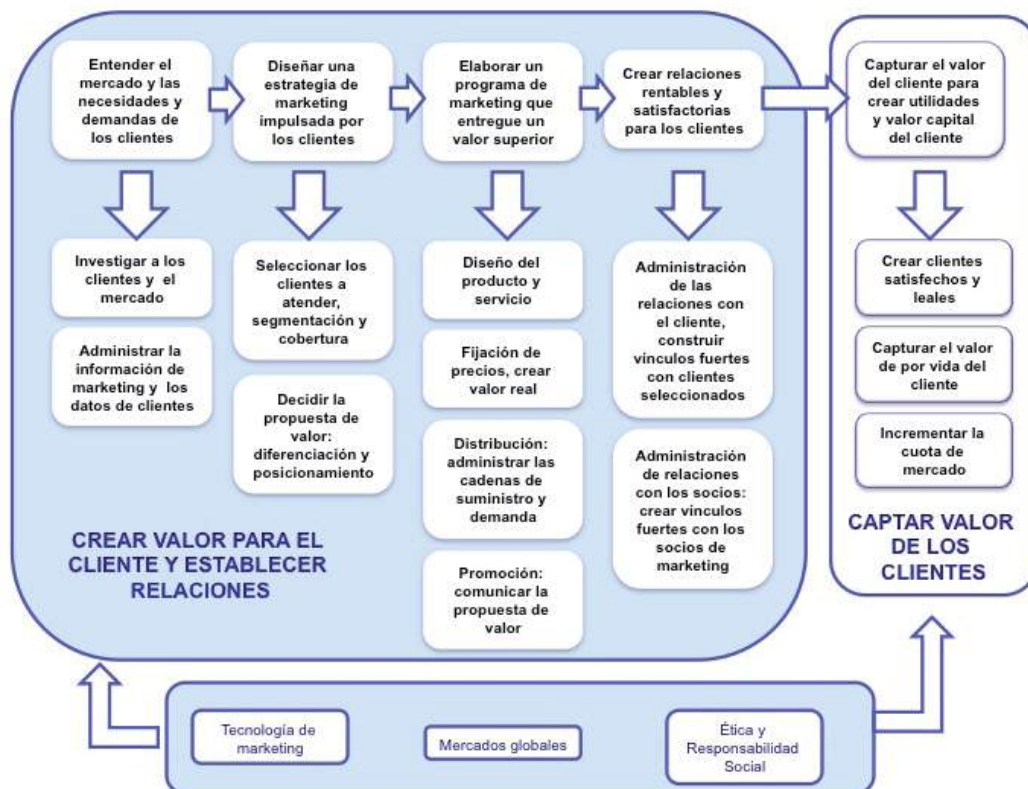 Entender el
mercado y las
necesidades y
demandas de
los clientes
Diseñar una
estrategia de
marketing
impulsada por
los clientes
Elaborar un
programa de
marketing que
entregue un
valor superior
Crear relaciones
rentables y
satisfactorias
para los clientes
Capturar el valor
del cliente para
crear utilidades
y valor capital
del cliente
Investigar a los
clientes y el
mercado
Administrar la
información de
marketing y los
datos de clientes
Seleccionar los
clientes a
atender,
segmentación y
cobertura
Decidir la
propuesta de
valor:
diferenciación y
posicionamiento
Diseño del
producto y
servicio
Fijación de
precios, crear
valor real
Distribución:
administrar las
cadenas de
suministro y
demanda
Promoción:
comunicar la
propuesta de
valor
Administración
de las
relaciones con
el cliente,
construir
vínculos fuertes
con clientes
seleccionados
Administración
de relaciones
con los socios:
crear vínculos
fuertes con los
socios de
marketing
Crear clientes
satisfechos y
leales
Capturar el valor
de por vida del
cliente
Incrementar la
cuota de
mercado
CREAR VALOR PARA EL
CLIENTE Y ESTABLECER
RELACIONES
CAPTAR VALOR
DE LOS
CLIENTES
Tecnología de
marketing
Mercados globales
Ética y
Responsabilidad
Social